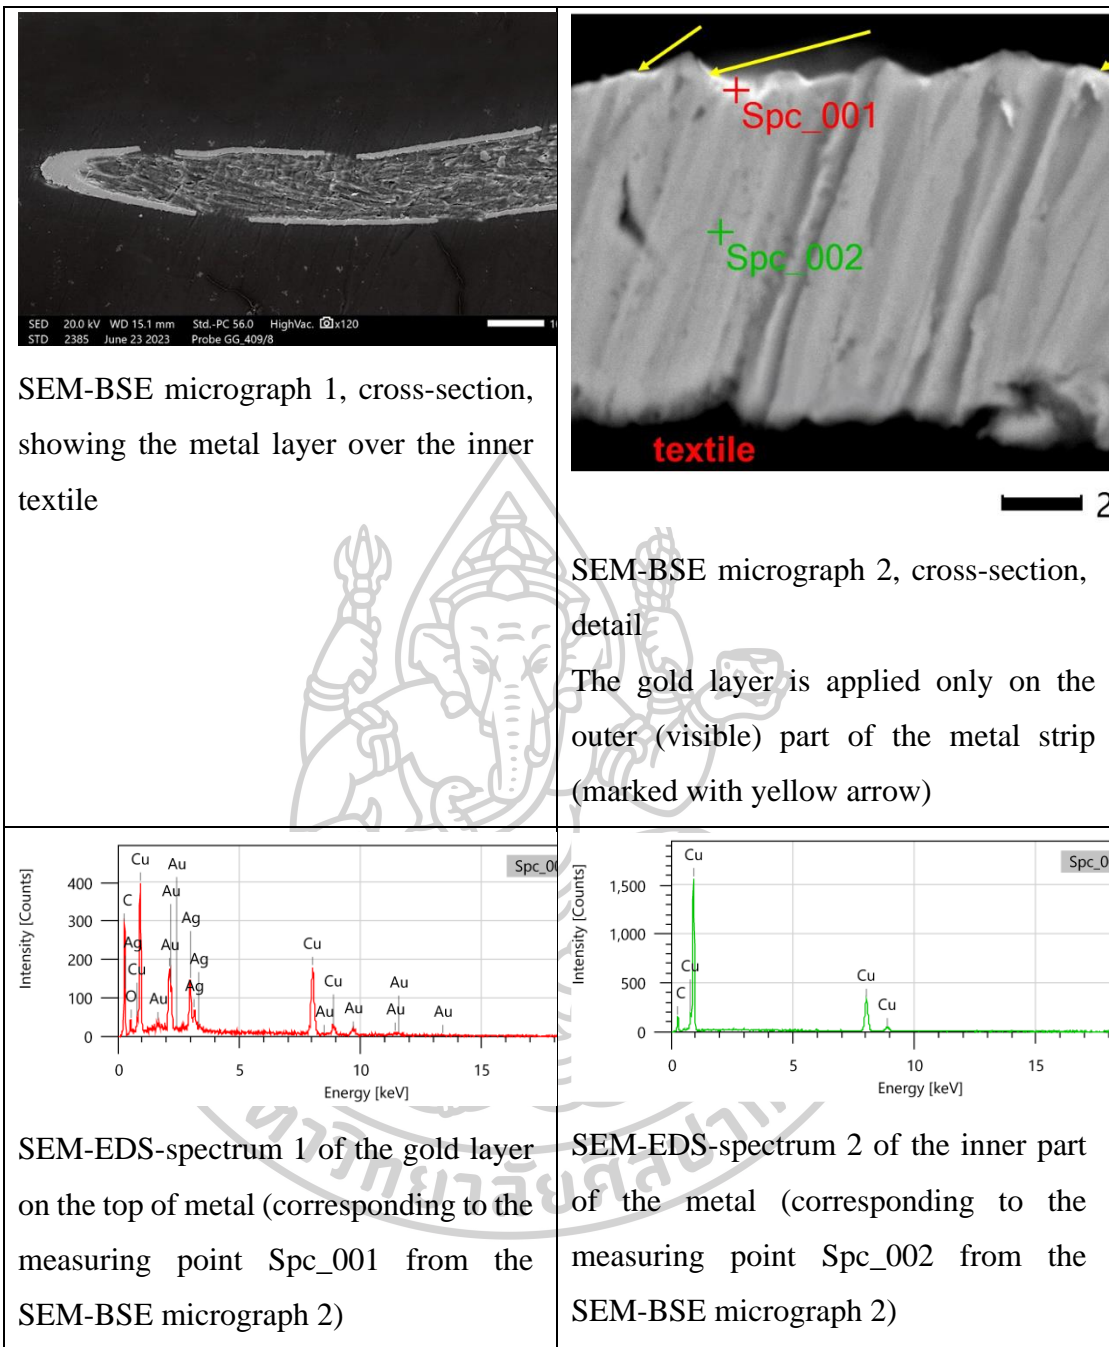 SED 20.0 kV WD 15.1 mm Std.-PC 56.0 HighVac. x120
STD 2385 June 23 2023 Probe GG_409/8
SEM-BSE micrograph 1, cross-section,
showing the metal layer over the inner
textile
Spc_001
Spc_002
textile
2
SEM-BSE micrograph 2, cross-section,
detail
The gold layer is applied only on the
outer (visible) part of the metal strip
(marked with yellow arrow)
Intensity [Counts]
400
300
200
100
0
C
Ag
O
Cu
Cu
Au
Au
Au
Au
Ag
Ag
Ag
Cu
Au
Cu
Au
Au
Au
Au
0 5 10 15
Energy [keV]
SEM-EDS-spectrum 1 of the gold layer
on the top of metal (corresponding to the
measuring point Spc_001 from the
SEM-BSE micrograph 2)
Intensity [Counts]
1,500
1,000
500
0
Cu
Cu
C
Cu
Cu
0 5 10 15
Energy [keV]
SEM-EDS-spectrum 2 of the inner part
of the metal (corresponding to the
measuring point Spc_002 from the
SEM-BSE micrograph 2)